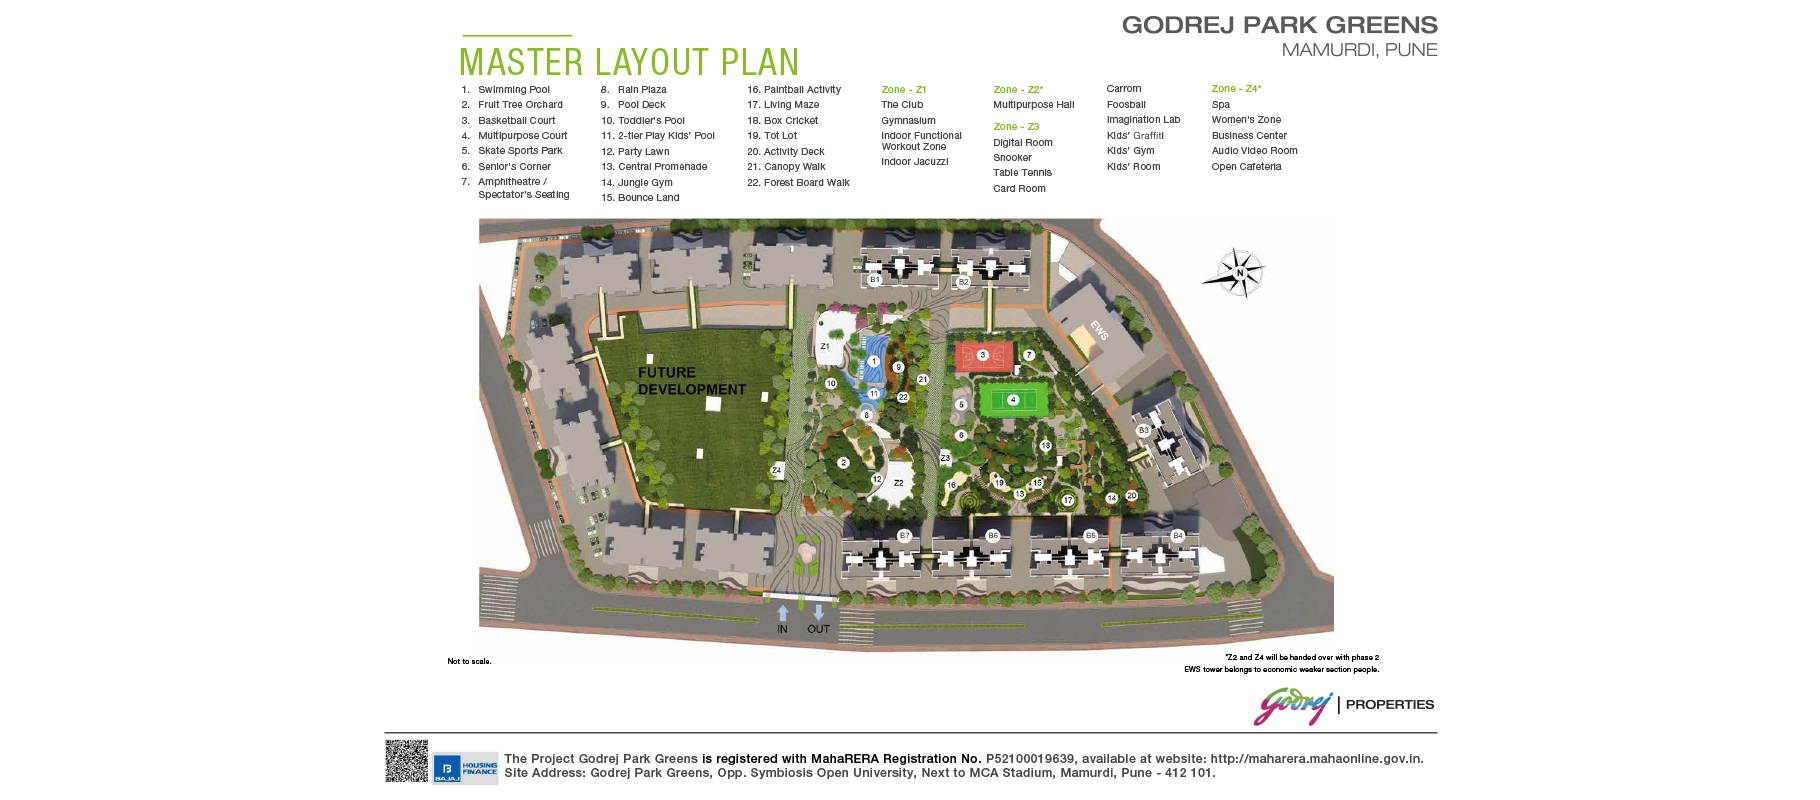 GODREJ PARK GREENS
MAMURDI, PUNE
MASTER LAYOUT PLAN
1. Swimming Pool
2. Fruit Tree Orchard
3. Basketball Court
4. Multipurpose Court
5. Skate Sports Park
6. Senior's Corner
7. Amphitheatre /
Spectator's Seating
8. Rain Plaza
9. Pool Deck
10. Toddler's Pool
11. 2-tier Play Kids' Pool
12. Party Lawn
13. Central Promenade
14. Jungle Gym
15. Bounce Land
16. Paintball Activity
17. Living Maze
18. Box Cricket
19. Tot Lot
20. Activity Deck
21. Canopy Walk
22. Forest Board Walk
Zone - Z1
The Club
Gymnasium
Indoor Functional
Workout Zone
Indoor Jacuzzi
Zone - Z2*
Multipurpose Hall
Zone - Z3
Digital Room
Snooker
Table Tennis
Card Room
Carrom
Foosball
Imagination Lab
Kids' Graffiti
Kids' Gym
Kids' Room
Zone - Z4*
Spa
Women's Zone
Business Center
Audio Video Room
Open Cafeteria
N
B1
B2
EWS
Z1
1
3
7
FUTURE
DEVELOPMENT
10
9
21
11
22
4
5
8
B3
6
18
Z3
2
Z4
12
Z2
16
19
15
13
17
14
20
B7
B6
B5
B4
IN
OUT
Not to scale.
*Z2 and Z4 will be handed over with phase 2
EWS tower belongs to economic weaker section people.
Godrej | PROPERTIES
B
BAJAJ
HOUSING
FINANCE
The Project Godrej Park Greens is registered with MahaRERA Registration No. P52100019639, available at website: http://maharera.mahaonline.gov.in.
Site Address: Godrej Park Greens, Opp. Symbiosis Open University, Next to MCA Stadium, Mamurdi, Pune - 412 101.